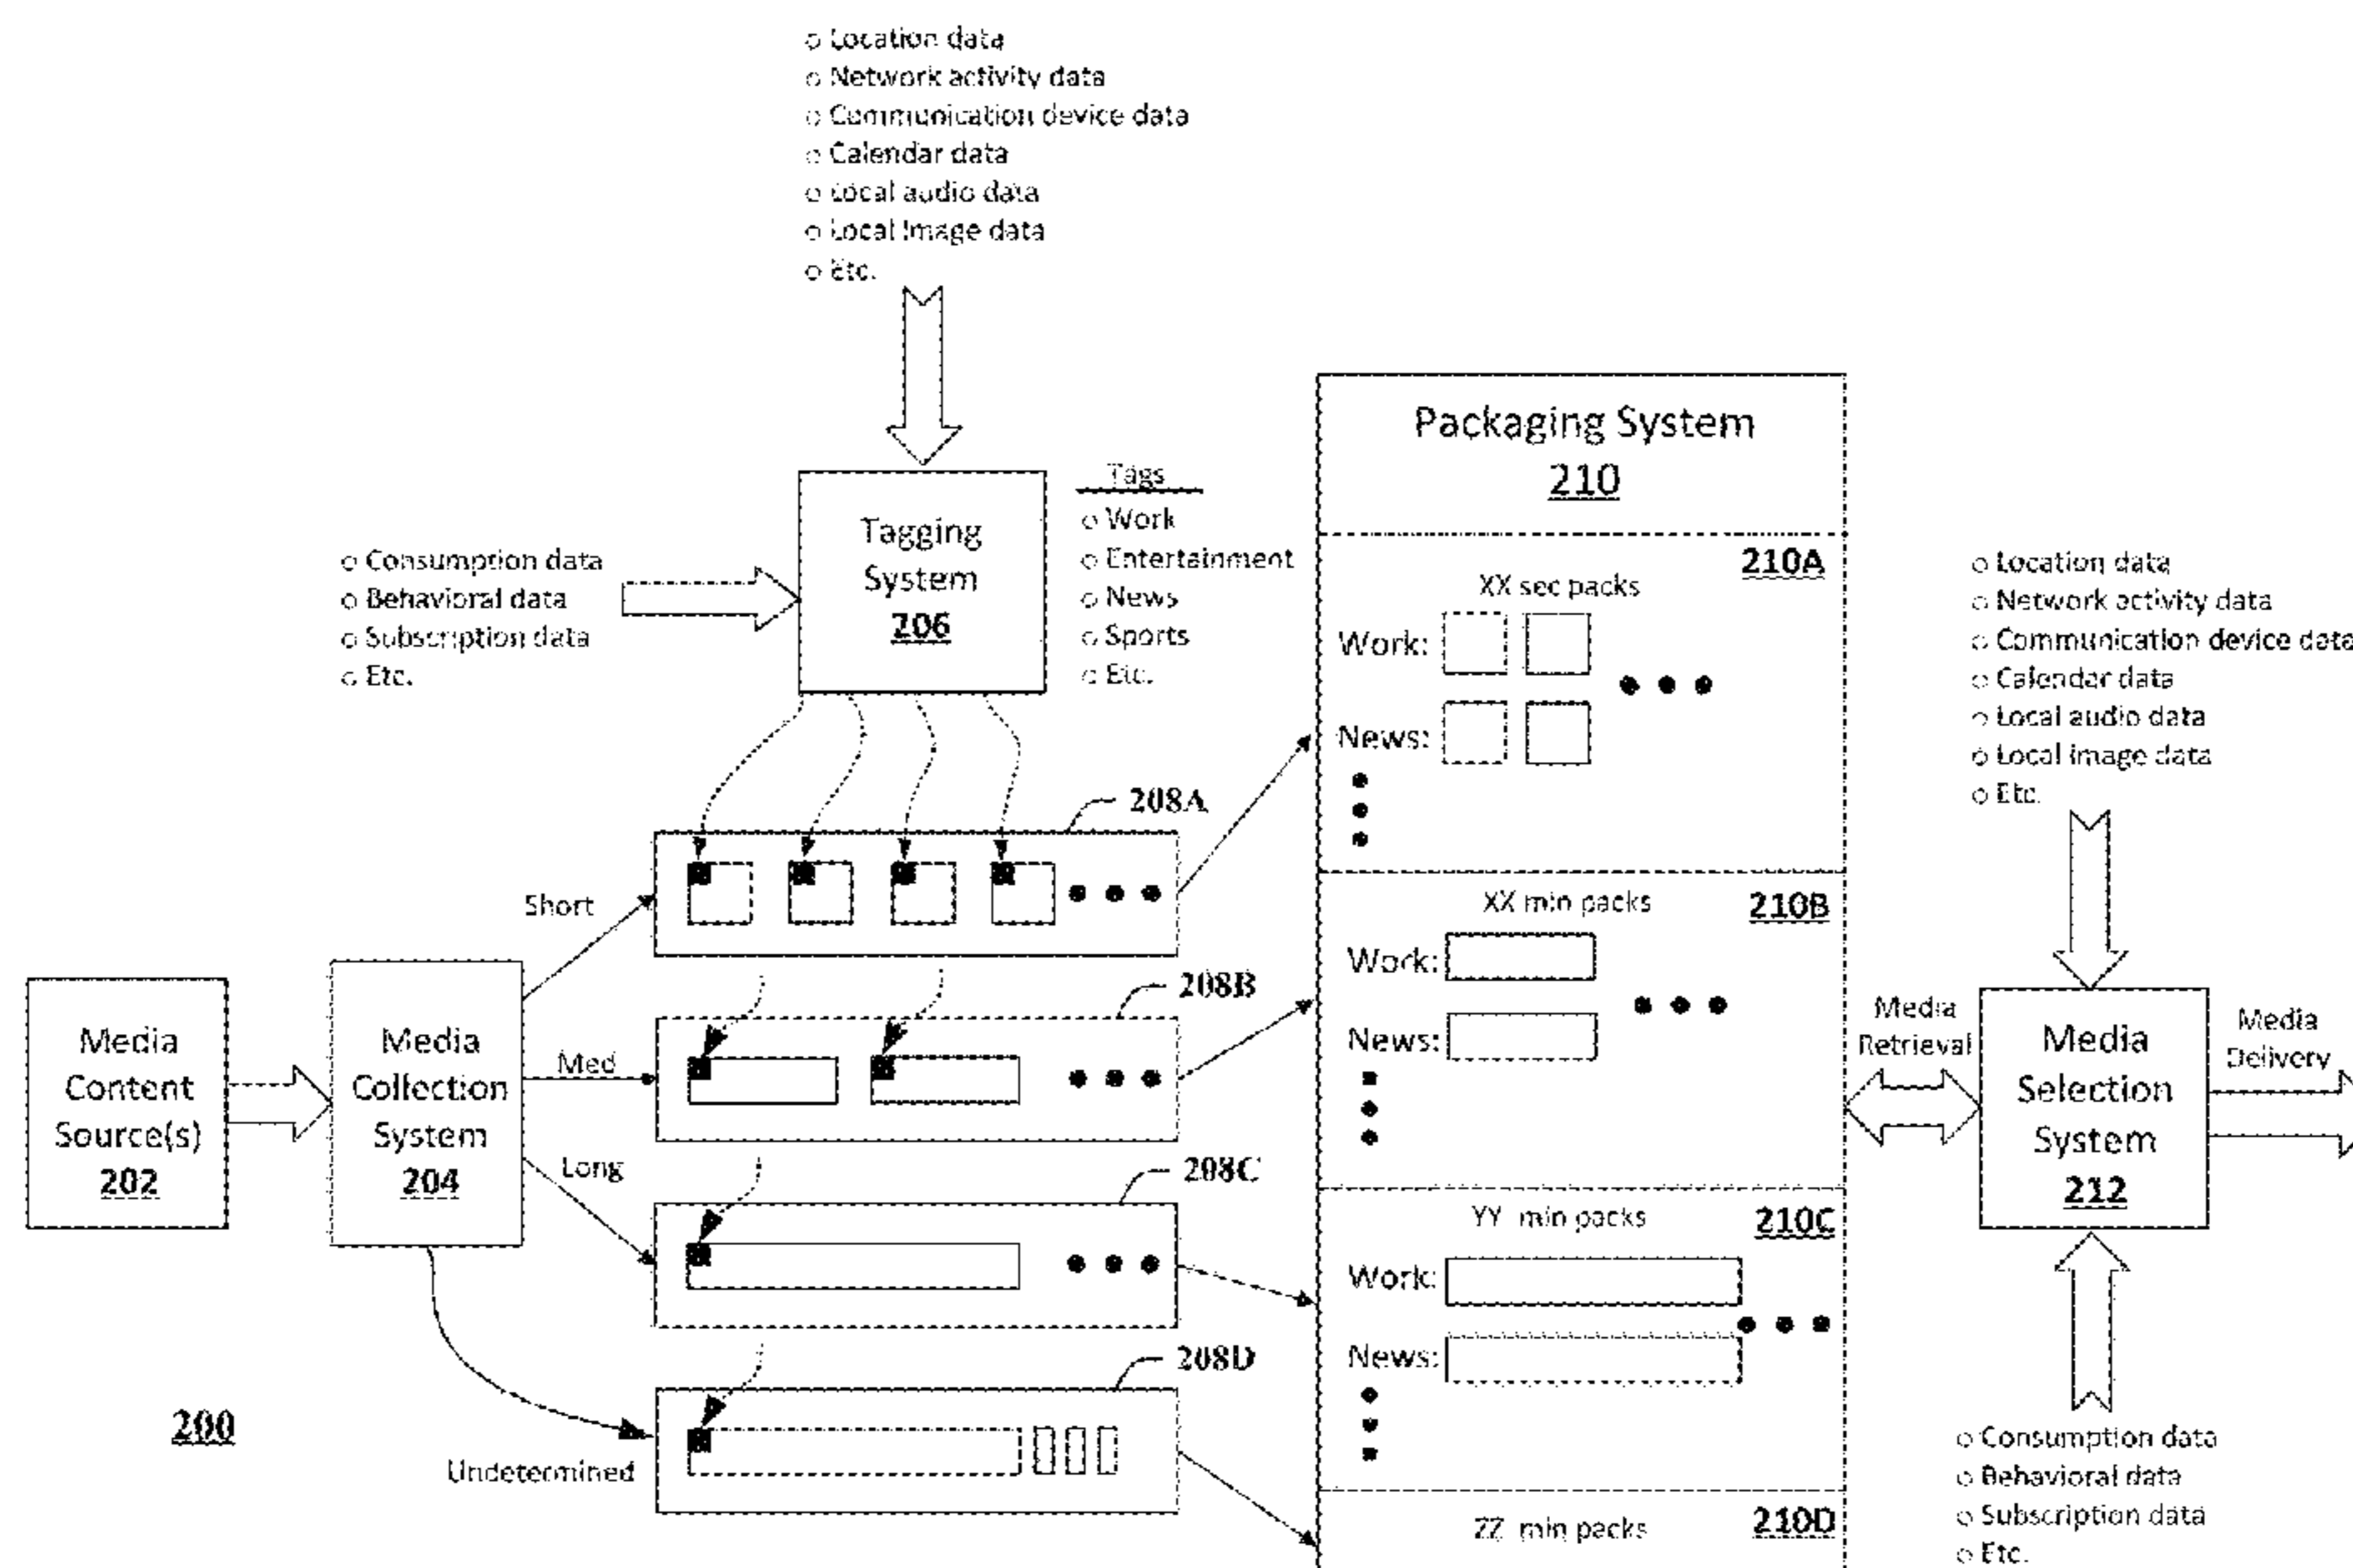 Location data
Network activity data
Communication device data
Calendar data
Local audio data
Local image data
Etc.
Consumption data
Behavioral data
Subscription data
Etc.
Tagging
System
206
Tags
Work
Entertainment
News
Sports
Etc.
Packaging System
210
210A
XX sec packs
Work:
News:
210B
XX min packs
Work:
News:
210C
YY min packs
Work:
News:
210D
ZZ min packs
208A
208B
208C
208D
Short
Med
Long
Undetermined
Media
Content
Source(s)
202
Media
Collection
System
204
200
Location data
Network activity data
Communication device data
Calendar data
Local audio data
Local image data
Etc.
Media
Retrieval
Media
Selection
System
212
Media
Delivery
Consumption data
Behavioral data
Subscription data
Etc.